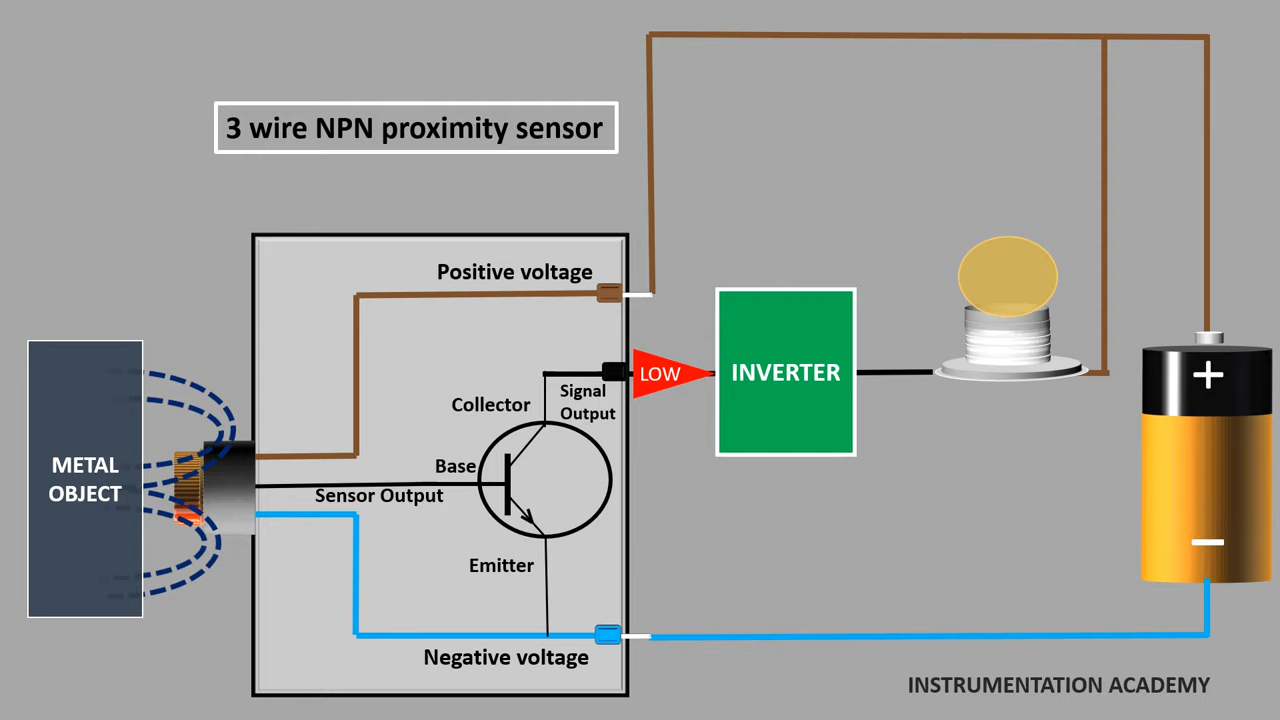 3 wire NPN proximity sensor
Positive voltage
Signal
Output
LOW
INVERTER
Collector
Base
Sensor Output
Emitter
Negative voltage
METAL
OBJECT
+
−
INSTRUMENTATION ACADEMY